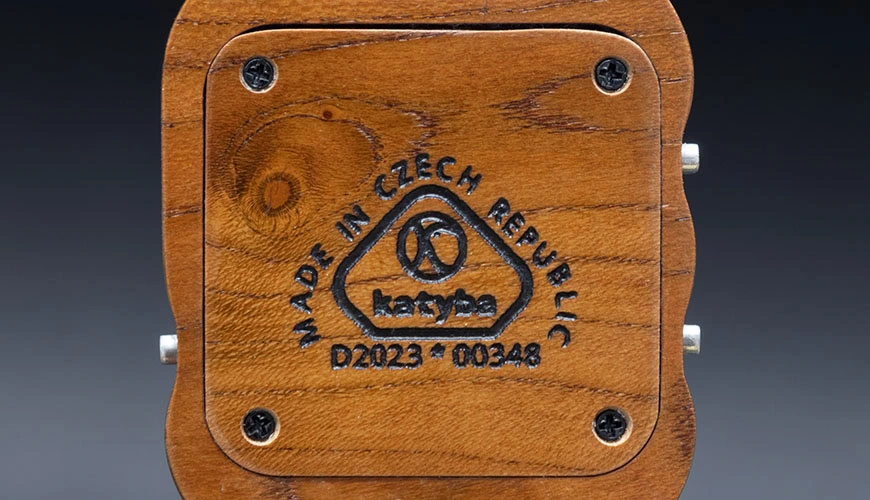 MADE IN CZECH REPUBLIC
katyba
D2023 * 00348